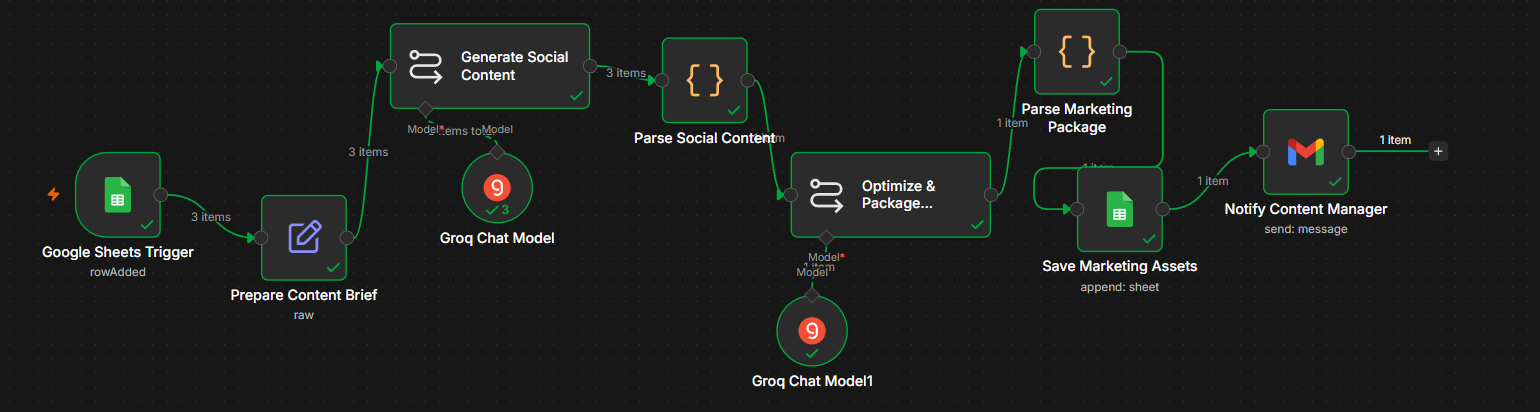 Generate Social
Content
3 items
Parse Social Content
Model*
Model
3 items
Google Sheets Trigger
rowAdded
3 items
Prepare Content Brief
raw
3
Groq Chat Model
Optimize &
Package...
Model*
1 item
Model
Groq Chat Model1
1 item
Parse Marketing
Package
Save Marketing Assets
append: sheet
1 item
Notify Content Manager
send: message
1 item
+